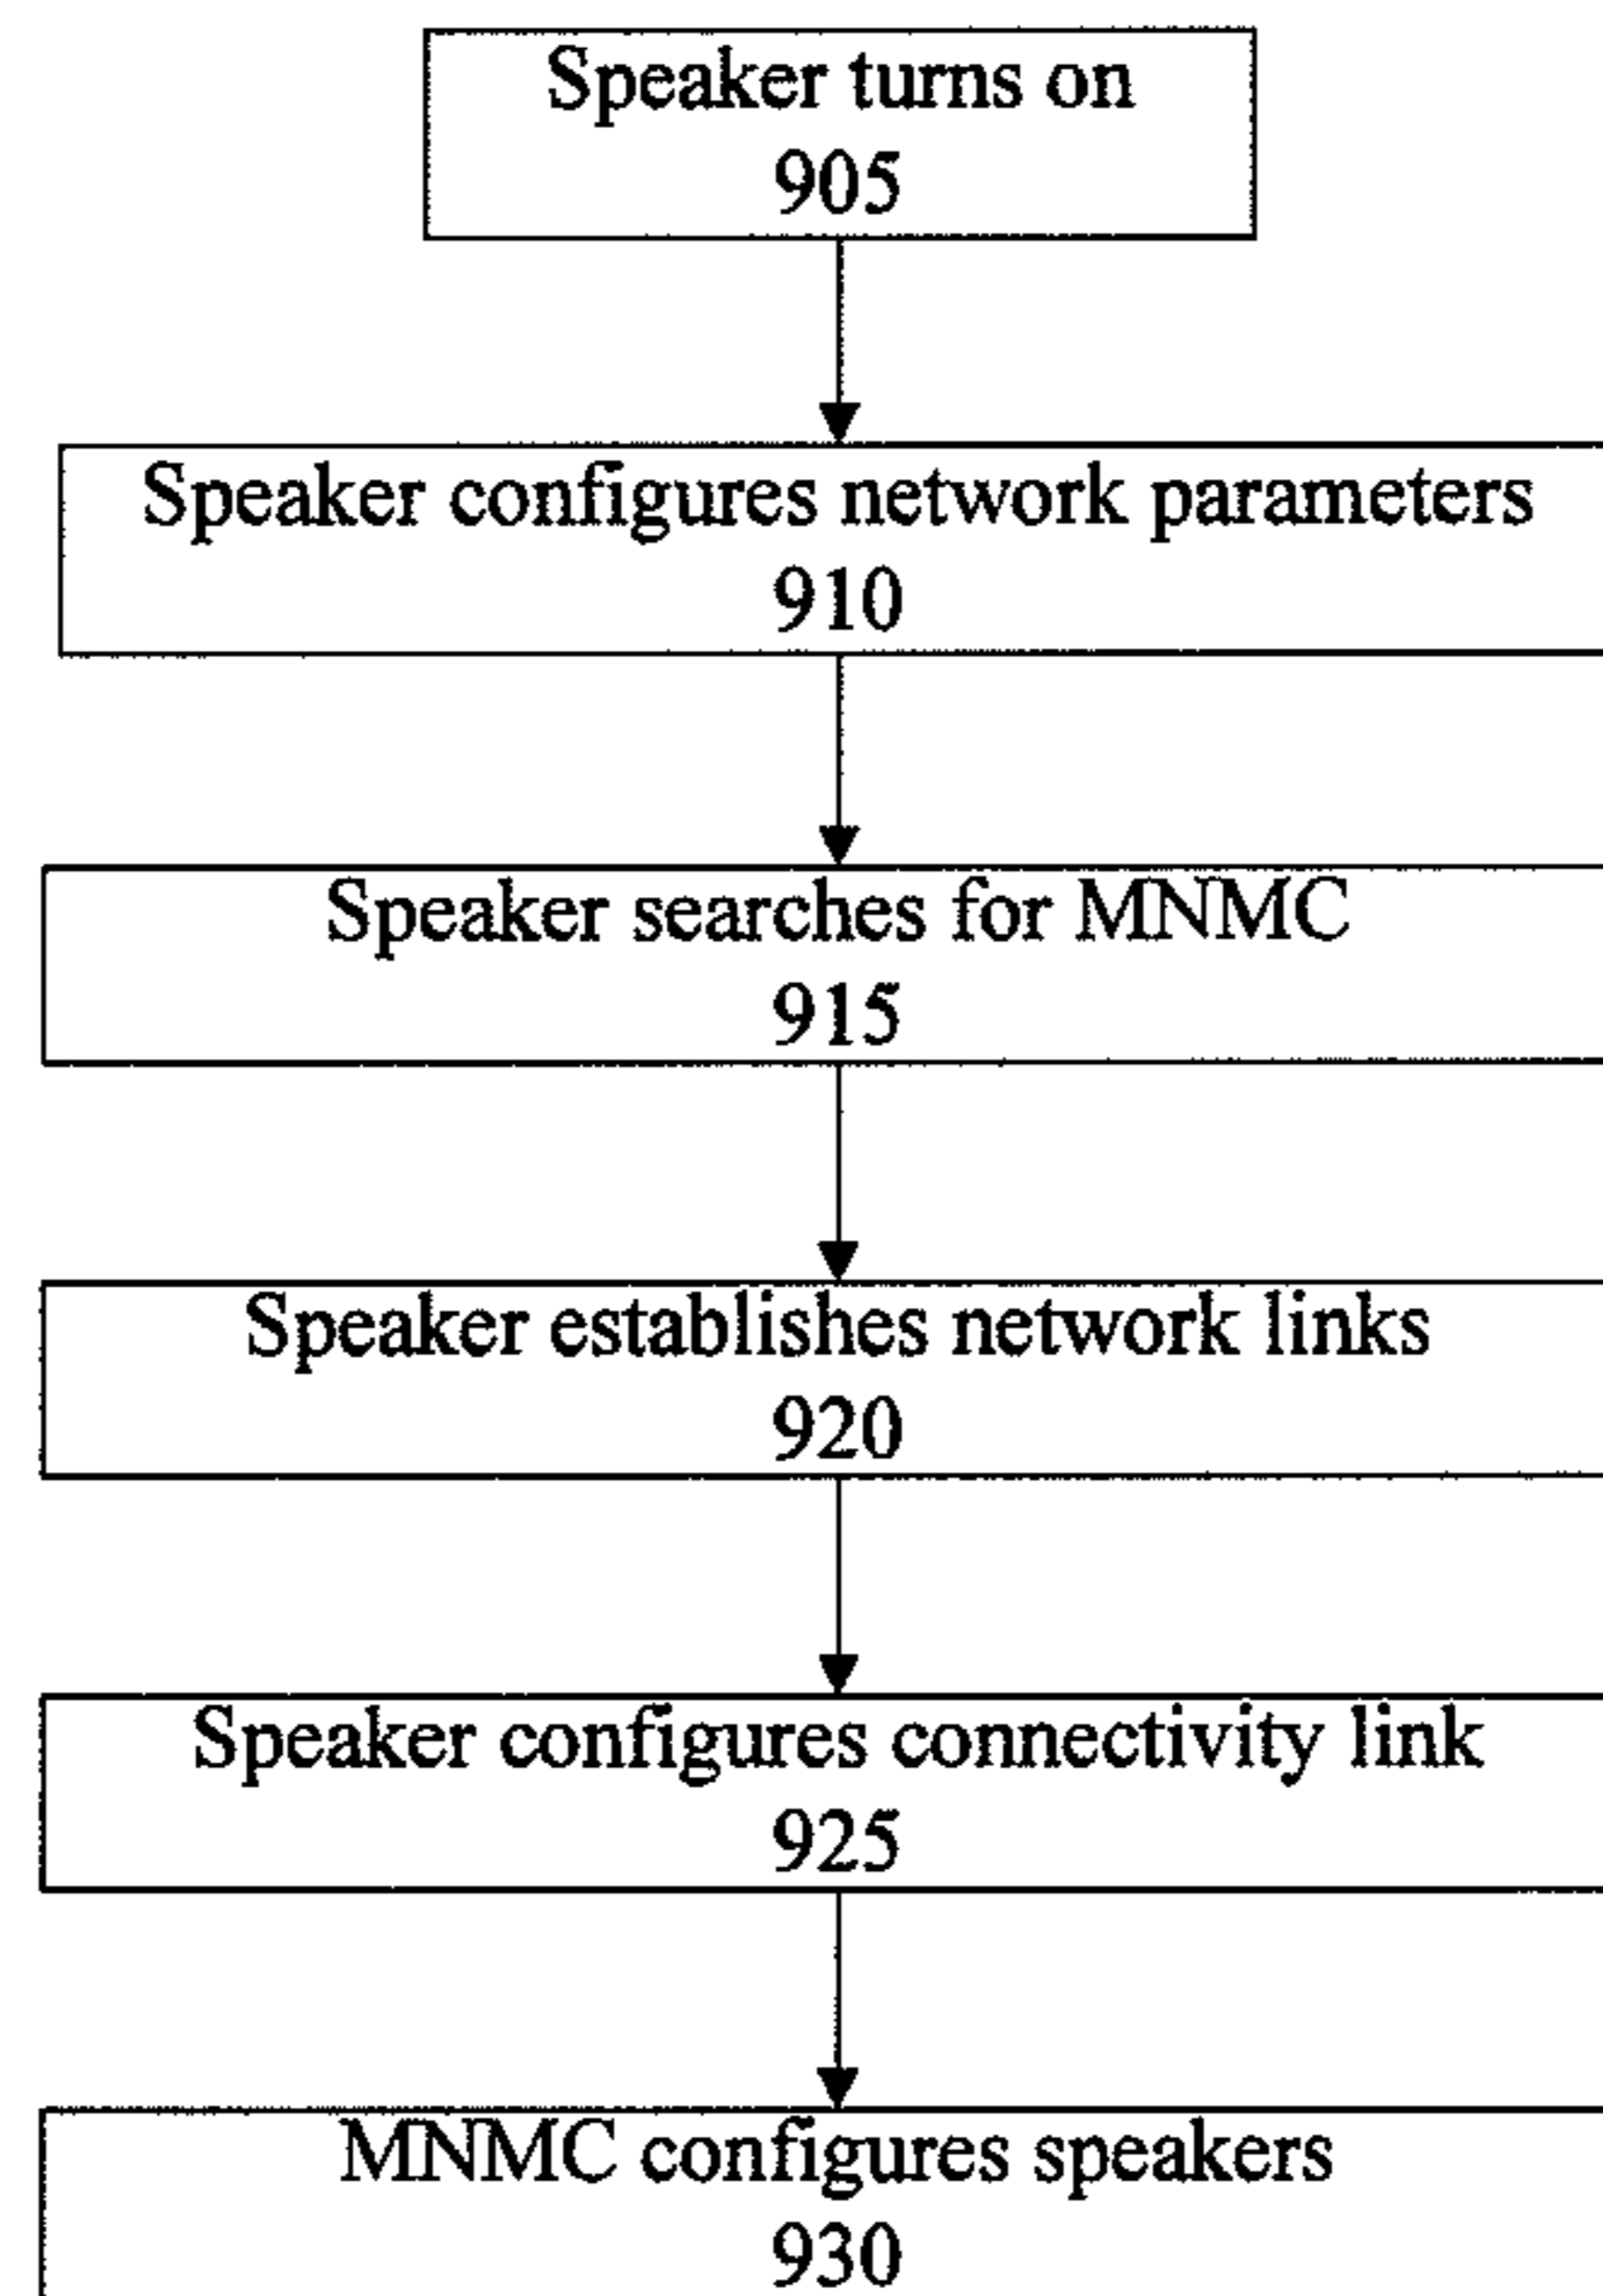 Speaker turns on
905
Speaker configures network parameters
910
Speaker searches for MNMC
915
Speaker establishes network links
920
Speaker configures connectivity link
925
MNMC configures speakers
930